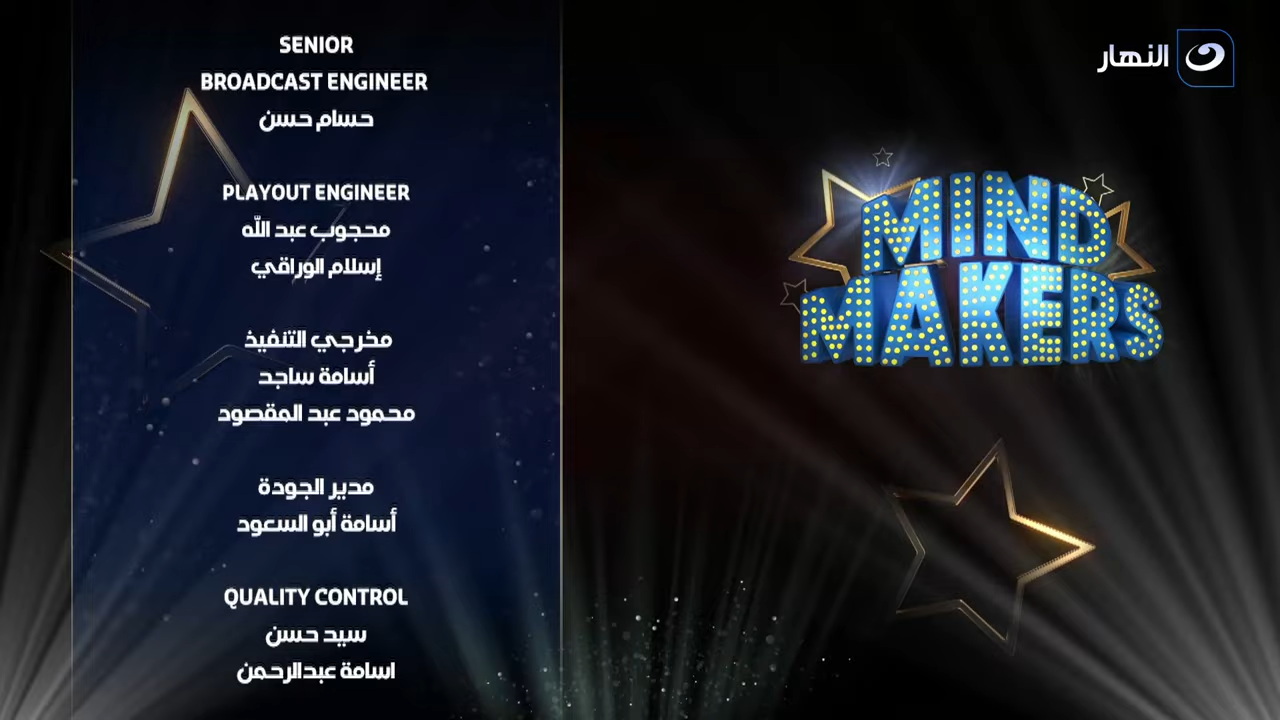 SENIOR
BROADCAST ENGINEER
حسام حسن
PLAYOUT ENGINEER
محجوب عبد الله
إسلام الوراقي
مخرجي التنفيذ
أسامة ساجد
محمود عبد المقصود
مدير الجودة
أسامة أبو السعود
QUALITY CONTROL
سيد حسن
اسامة عبدالرحمن
النهار
MIND
MAKERS